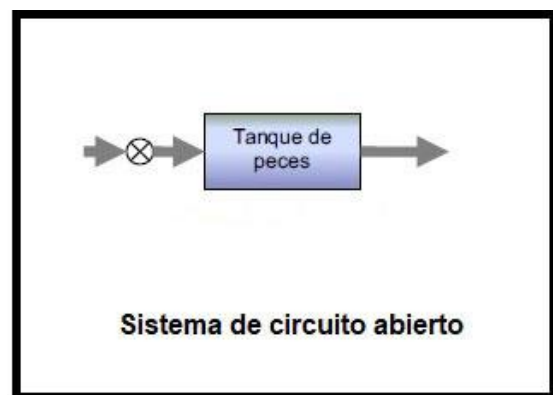 Tanque de
peces
Sistema de circuito abierto